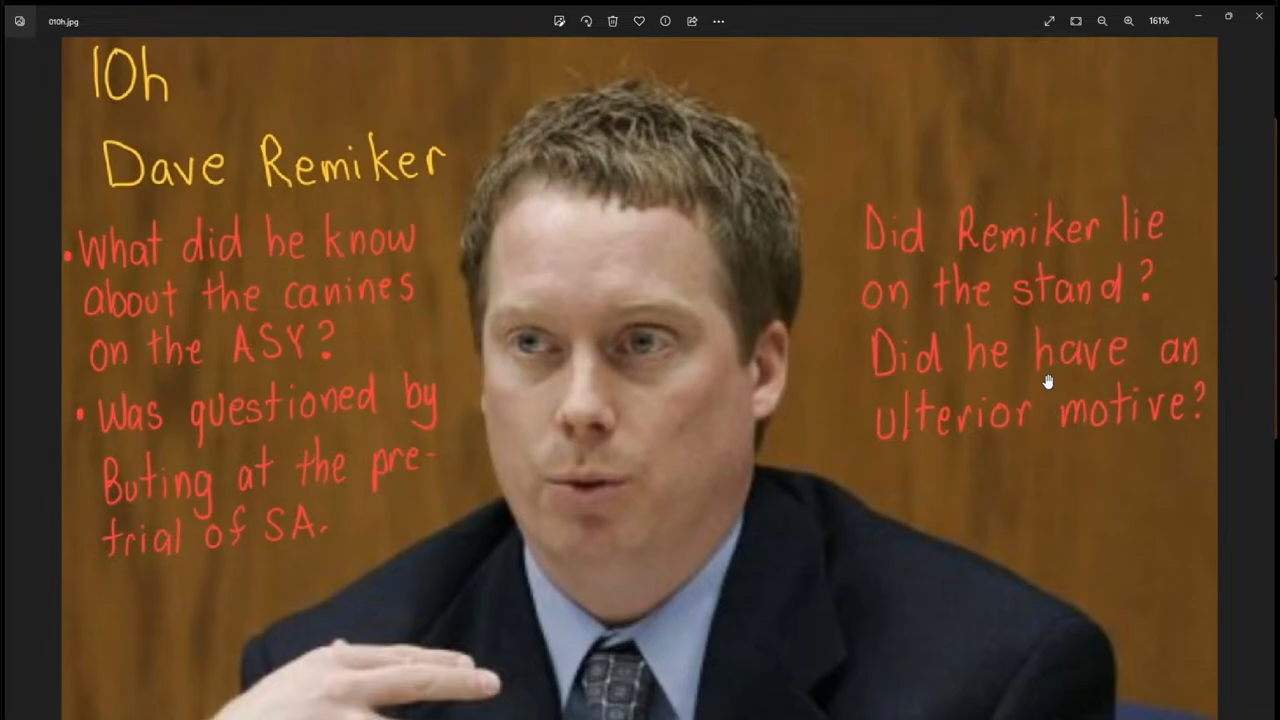 010h.jpg
161%
10h
Dave Remiker
•What did he know
about the canines
on the ASY?
•Was questioned by
Buting at the pre-
trial of SA.
Did Remiker lie
on the stand?
Did he have an
ulterior motive?